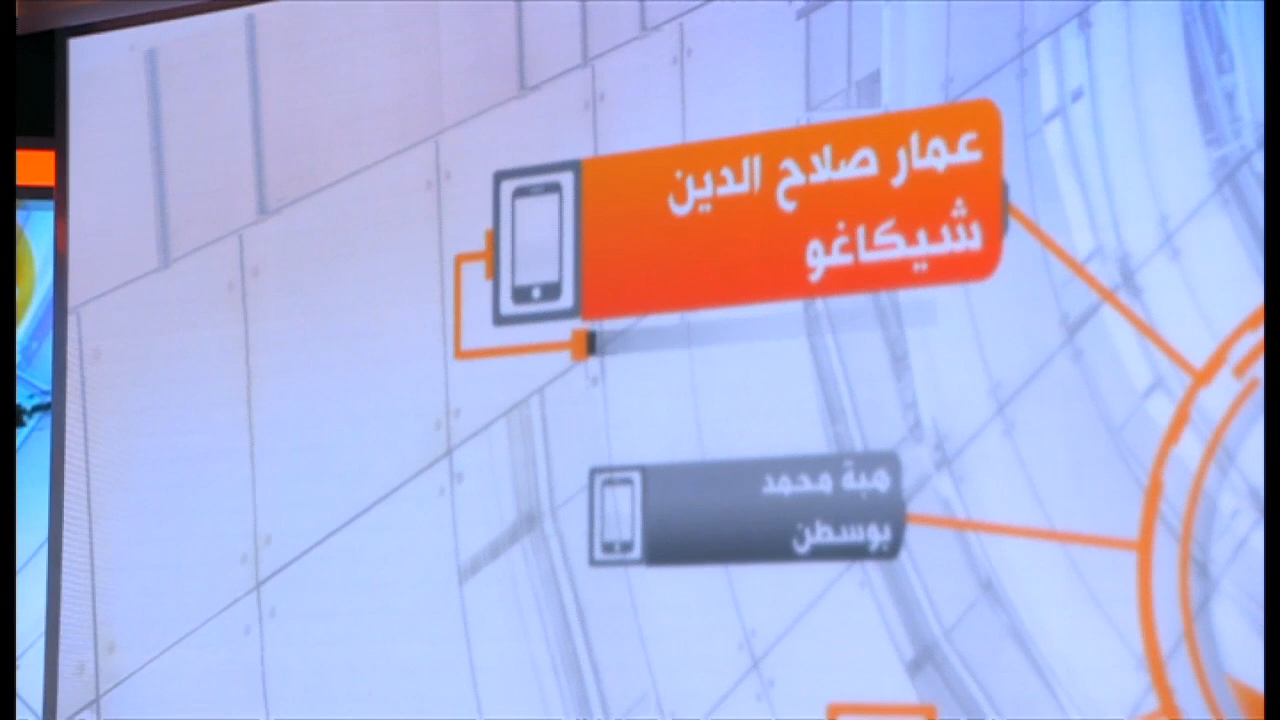 عمار صلاح الدين
شيكاغو
هبة محمد
بوسطن